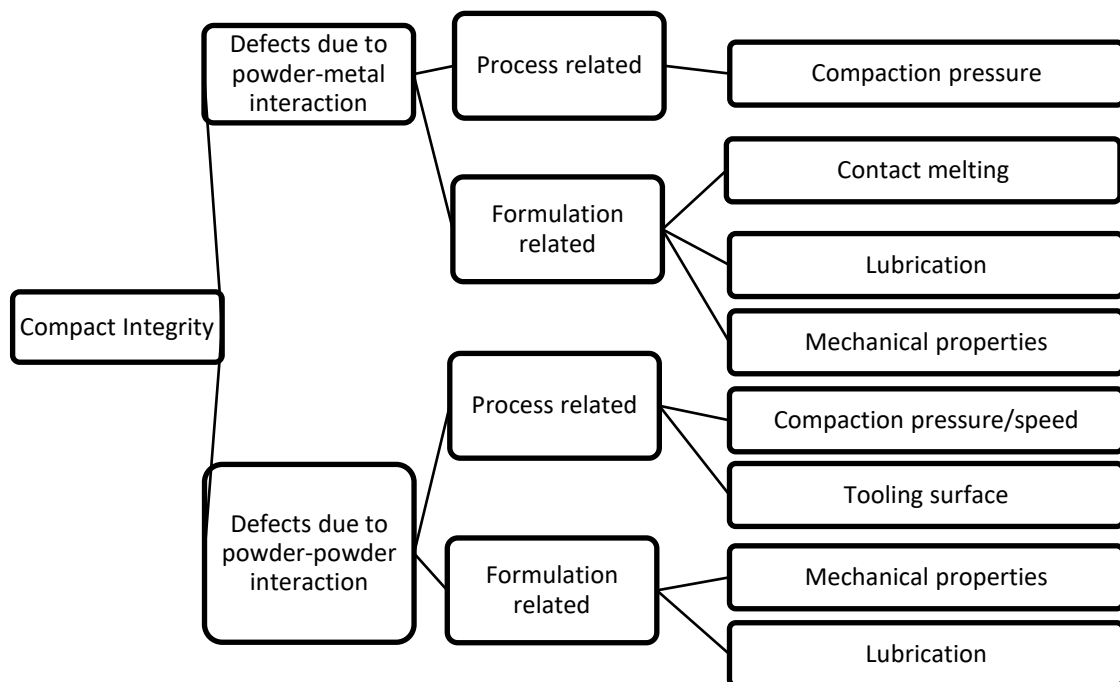 Defects due to
powder-metal
interaction
Process related
Compaction pressure
Contact melting
Formulation
related
Lubrication
Mechanical properties
Compact Integrity
Process related
Compaction pressure/speed
Tooling surface
Defects due to
powder-powder
interaction
Formulation
related
Mechanical properties
Lubrication